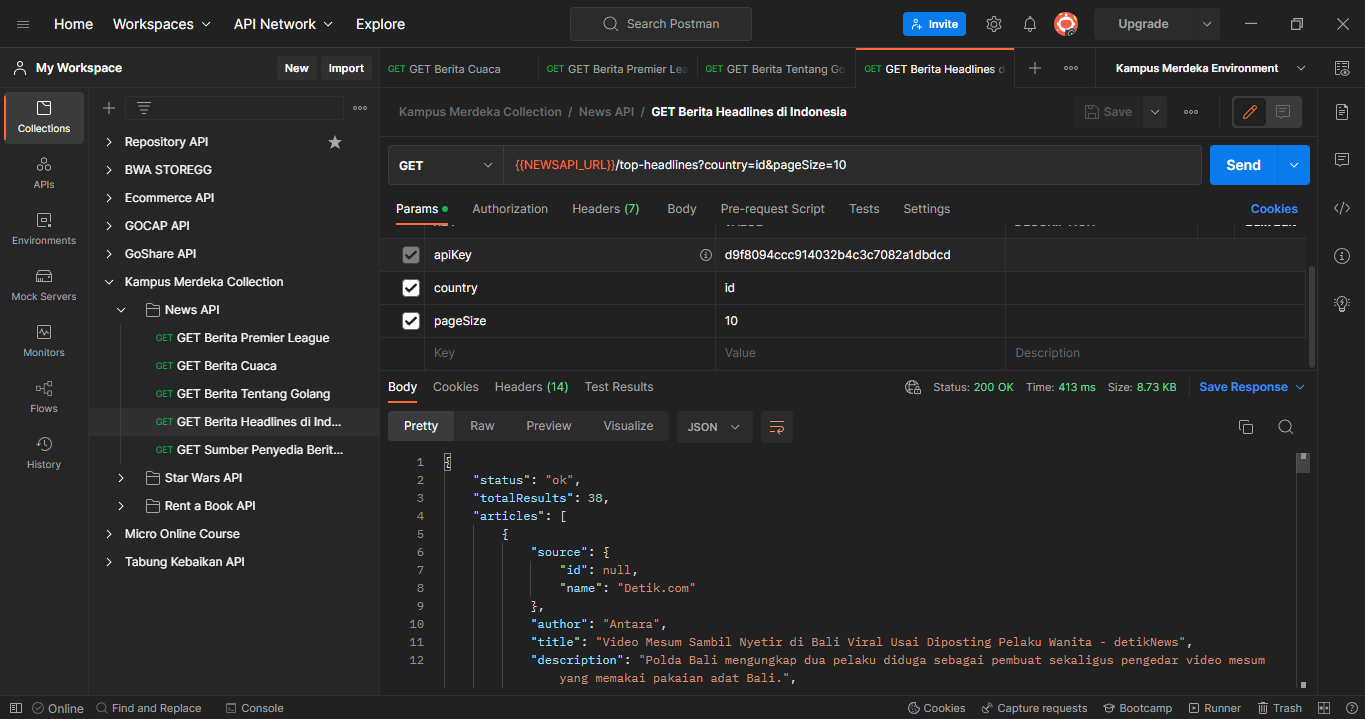 Home Workspaces API Network Explore Search Postman Invite Upgrade
My Workspace New Import
GET GET Berita Cuaca GET GET Berita Premier Lea GET GET Berita Tentang Go GET GET Berita Headlines d Kampus Merdeka Environment
Collections
APIs
Environments
Mock Servers
Monitors
Flows
History
Repository API
BWA STOREGG
Ecommerce API
GOCAP API
GoShare API
Kampus Merdeka Collection
News API
GET GET Berita Premier League
GET GET Berita Cuaca
GET GET Berita Tentang Golang
GET GET Berita Headlines di Ind...
GET GET Sumber Penyedia Berit...
Star Wars API
Rent a Book API
Micro Online Course
Tabung Kebaikan API
Kampus Merdeka Collection / News API / GET Berita Headlines di Indonesia Save
GET {{NEWSAPI_URL}}/top-headlines?country=id&pageSize=10 Send
Params Authorization Headers (7) Body Pre-request Script Tests Settings Cookies
apiKey d9f8094ccc914032b4c3c7082a1dbdcd
country id
pageSize 10
Key Value Description
Body Cookies Headers (14) Test Results Status: 200 OK Time: 413 ms Size: 8.73 KB Save Response
Pretty Raw Preview Visualize JSON
1 {
2 "status": "ok",
3 "totalResults": 38,
4 "articles": [
5 {
6 "source": {
7 "id": null,
8 "name": "Detik.com"
9 },
10 "author": "Antara",
11 "title": "Video Mesum Sambil Nyetir di Bali Viral Usai Diposting Pelaku Wanita - detikNews",
12 "description": "Polda Bali mengungkap dua pelaku diduga sebagai pembuat sekaligus pengedar video mesum
yang memakai pakaian adat Bali.",
Online Find and Replace Console Cookies Capture requests Bootcamp Runner Trash